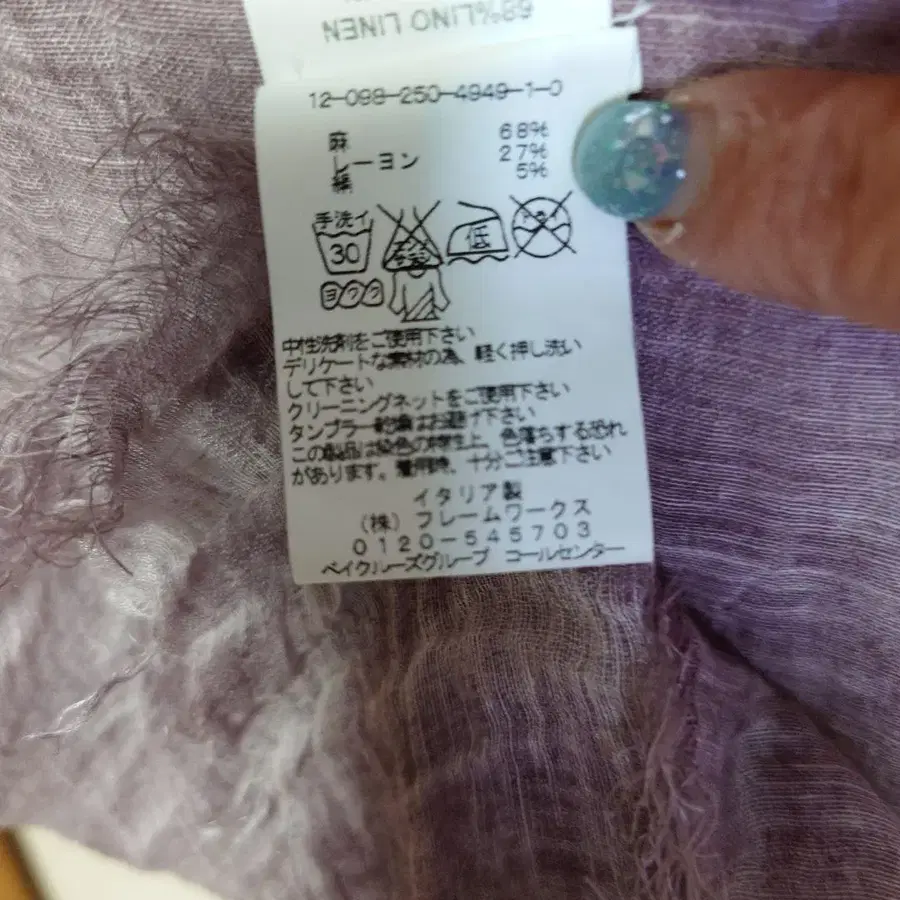 68%LINO LINEN
12-099-250-4949-1-0
麻 68%
レーヨン 27%
絹 5%
手洗イ
30
低
ヨワク
中性洗剤をご使用下さい
デリケートな素材の為、軽く押し洗い
して下さい
クリーニングネットをご使用下さい
タンブラー乾燥はお避け下さい
この製品は染色の特性上、色落ちする恐れ
があります。着用時、十分ご注意下さい
イタリア製
(株) フレームワークス
0120-545703
ベイクルーズグループ コールセンター